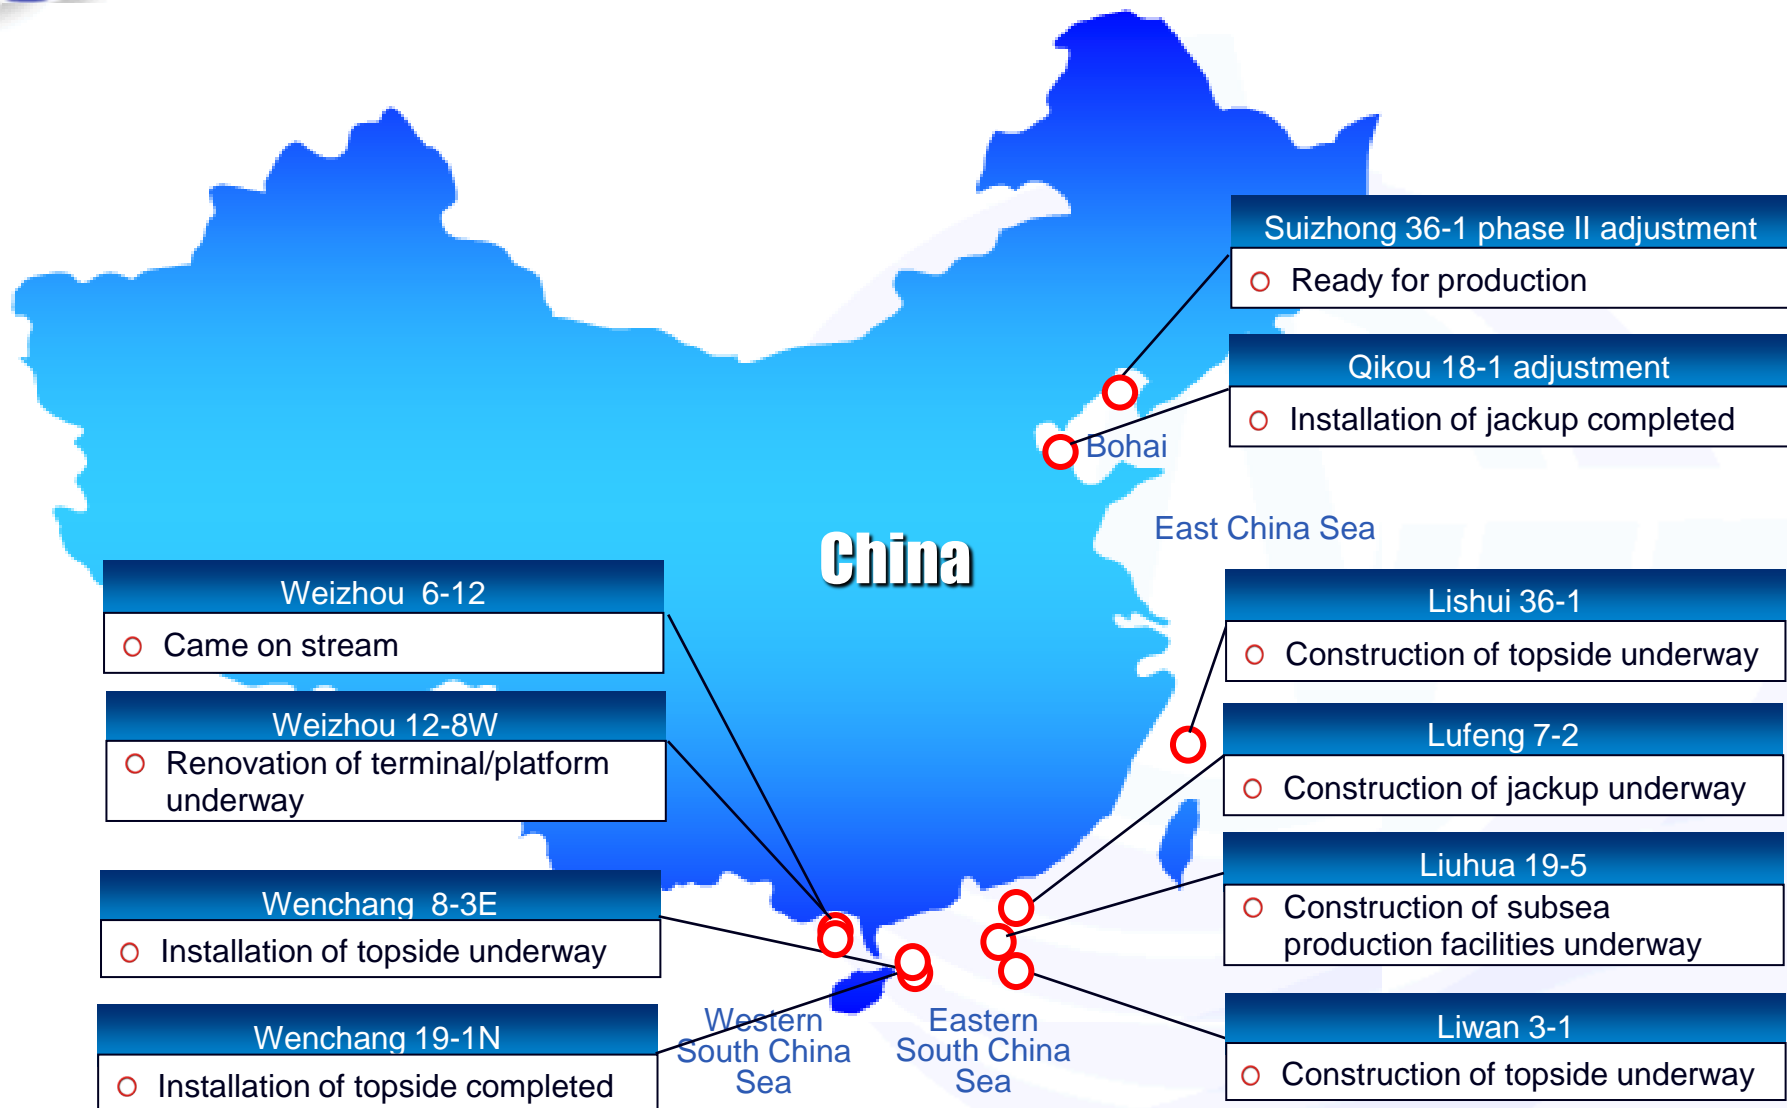 Suizhong 36-1 phase II adjustment
Ready for production
Qikou 18-1 adjustment
Installation of jackup completed
Bohai
East China Sea
China
Weizhou 6-12
Came on stream
Weizhou 12-8W
Renovation of terminal/platform
underway
Wenchang 8-3E
Installation of topside underway
Wenchang 19-1N
Installation of topside completed
Lishui 36-1
Construction of topside underway
Lufeng 7-2
Construction of jackup underway
Liuhua 19-5
Construction of subsea
production facilities underway
Liwan 3-1
Construction of topside underway
Western
South China
Sea
Eastern
South China
Sea